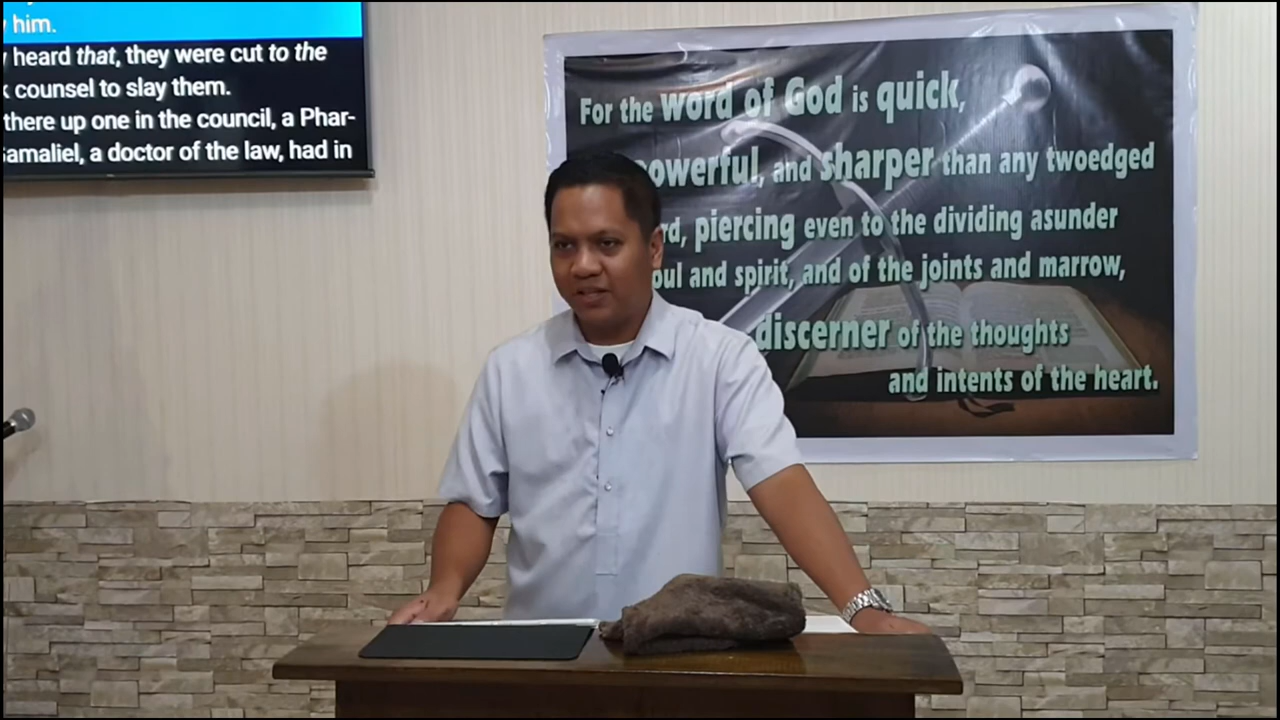 him.
heard that, they were cut to the
counsel to slay them.
there up one in the council, a Phar-
amaliel, a doctor of the law, had in
For the word of God is quick,
owerful, and sharper than any twoedged
rd, piercing even to the dividing asunder
oul and spirit, and of the joints and marrow,
discerner of the thoughts
and intents of the heart.